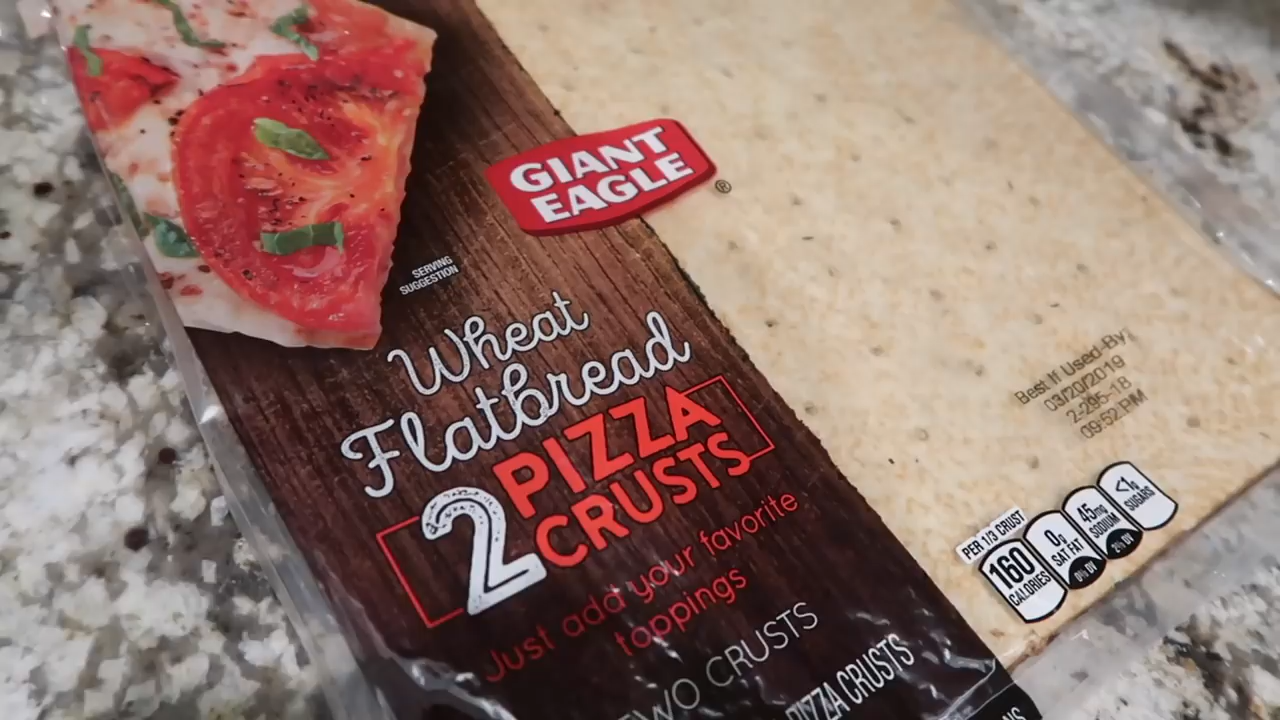 GIANT
EAGLE
®
SERVING
SUGGESTION
Wheat
Flatbread
2 PIZZA
CRUSTS
Just add your favorite
toppings
TWO CRUSTS
PIZZA CRUSTS
Best If Used By:
03/20/2019
2-295-18
09:52 PM
PER 1/3 CRUST
160
CALORIES
0g
SAT FAT
0% DV
45mg
SODIUM
2% DV
<1g
SUGARS